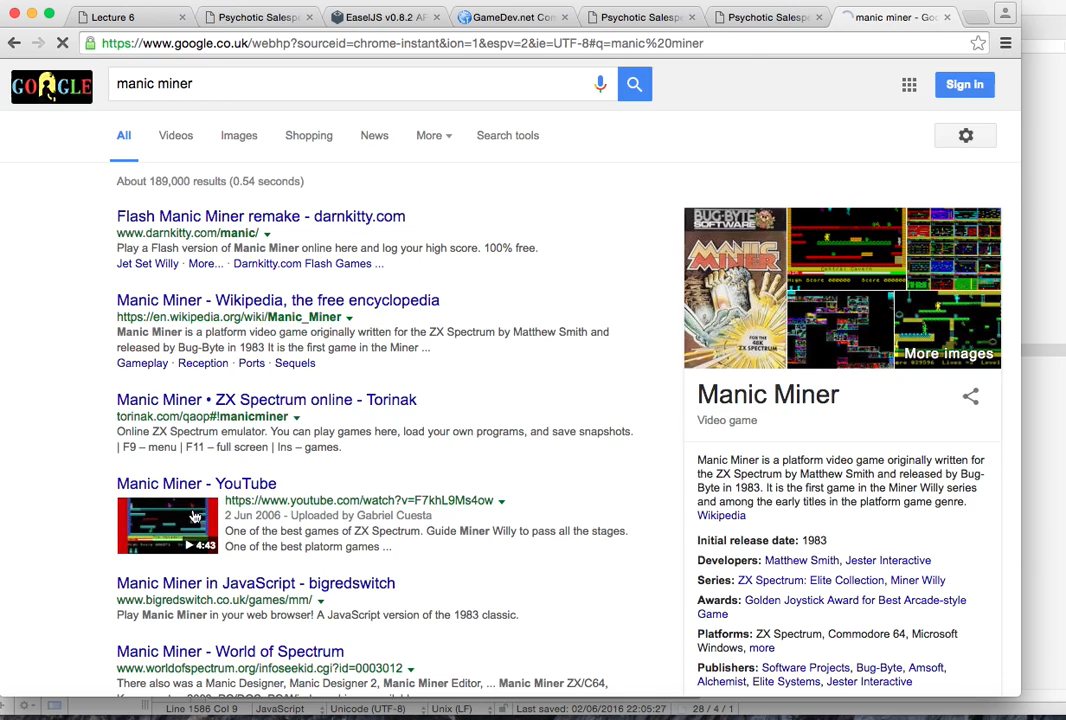 Lecture 6
Psychotic Salesp
EaselJS v0.8.2 AF
GameDev.net Con
Psychotic Salesp
Psychotic Salesp
manic miner - Goo
https://www.google.co.uk/webhp?sourceid=chrome-instant&ion=1&espv=2&ie=UTF-8#q=manic%20miner
GOOGLE
manic miner
Sign in
All
Videos
Images
Shopping
News
More
Search tools
About 189,000 results (0.54 seconds)
Flash Manic Miner remake - darnkitty.com
www.darnkitty.com/manic/
Play a Flash version of Manic Miner online here and log your high score. 100% free.
Jet Set Willy · More... · Darnkitty.com Flash Games ...
Manic Miner - Wikipedia, the free encyclopedia
https://en.wikipedia.org/wiki/Manic_Miner
Manic Miner is a platform video game originally written for the ZX Spectrum by Matthew Smith and
released by Bug-Byte in 1983 It is the first game in the Miner ...
Gameplay · Reception · Ports · Sequels
Manic Miner • ZX Spectrum online - Torinak
torinak.com/qaop#!manicminer
Online ZX Spectrum emulator. You can play games here, load your own programs, and save snapshots.
| F9 – menu | F11 – full screen | Ins – games.
Manic Miner - YouTube
https://www.youtube.com/watch?v=F7khL9Ms4ow
2 Jun 2006 - Uploaded by Gabriel Cuesta
One of the best games of ZX Spectrum. Guide Miner Willy to pass all the stages.
One of the best platorm games ...
4:43
Manic Miner in JavaScript - bigredswitch
www.bigredswitch.co.uk/games/mm/
Play Manic Miner in your web browser! A JavaScript version of the 1983 classic.
Manic Miner - World of Spectrum
www.worldofspectrum.org/infoseekid.cgi?id=0003012
There also was a Manic Designer, Manic Designer 2, Manic Miner Editor, ... Manic Miner ZX/C64,
BUG-BYTE
SOFTWARE
MANIC
MINER
FOR THE
48K
ZX SPECTRUM
Central Cavern
More images
Manic Miner
Video game
Manic Miner is a platform video game originally written for
the ZX Spectrum by Matthew Smith and released by Bug-
Byte in 1983. It is the first game in the Miner Willy series
and among the early titles in the platform game genre.
Wikipedia
Initial release date: 1983
Developers: Matthew Smith, Jester Interactive
Series: ZX Spectrum: Elite Collection, Miner Willy
Awards: Golden Joystick Award for Best Arcade-style
Game
Platforms: ZX Spectrum, Commodore 64, Microsoft
Windows, more
Publishers: Software Projects, Bug-Byte, Amsoft,
Alchemist, Elite Systems, Jester Interactive
Line 1586 Col 9
JavaScript
Unicode (UTF-8)
Unix (LF)
Last saved: 02/06/2016 22:05:27
28 / 4 / 1